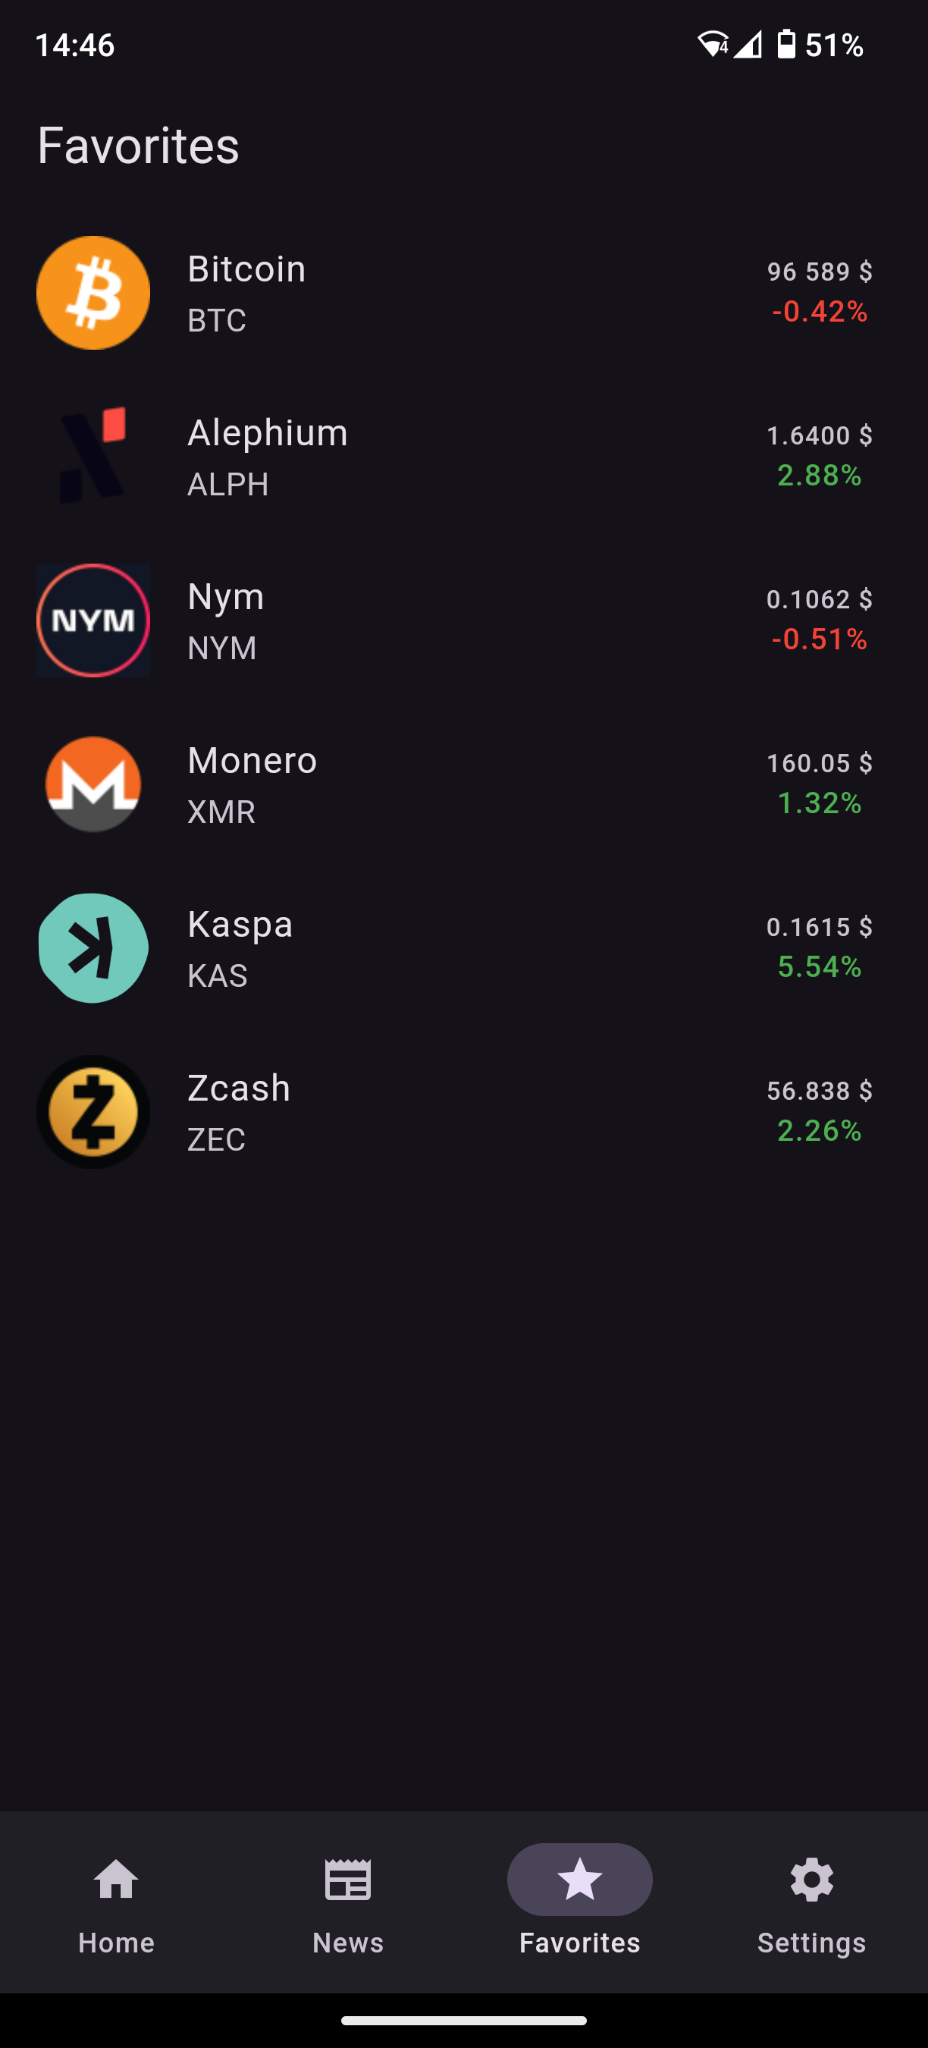 14:46 4 51%
Favorites
Bitcoin 96 589 $
BTC -0.42%
Alephium 1.6400 $
ALPH 2.88%
NYM
Nym 0.1062 $
NYM -0.51%
Monero 160.05 $
XMR 1.32%
Kaspa 0.1615 $
KAS 5.54%
Zcash 56.838 $
ZEC 2.26%
Home News Favorites Settings